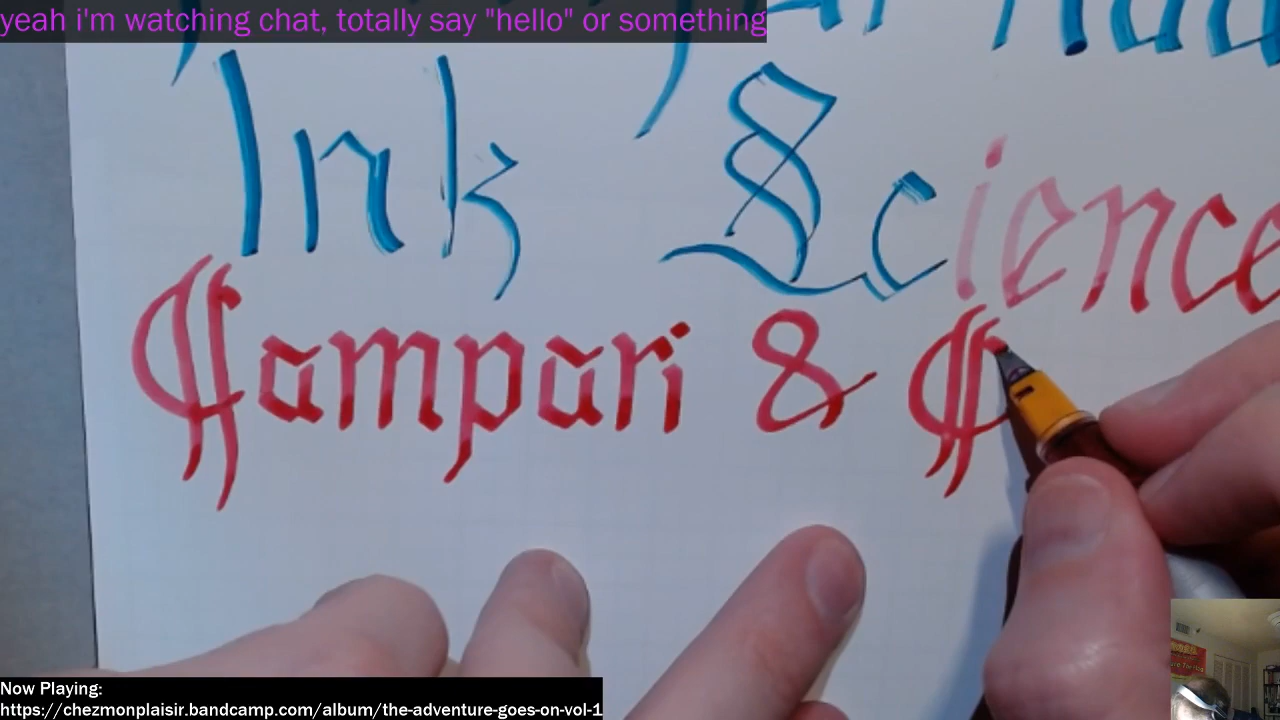 yeah i'm watching chat, totally say "hello" or something
Ink Science
Campari &
Now Playing:
https://chezmonplaisir.bandcamp.com/album/the-adventure-goes-on-vol-1